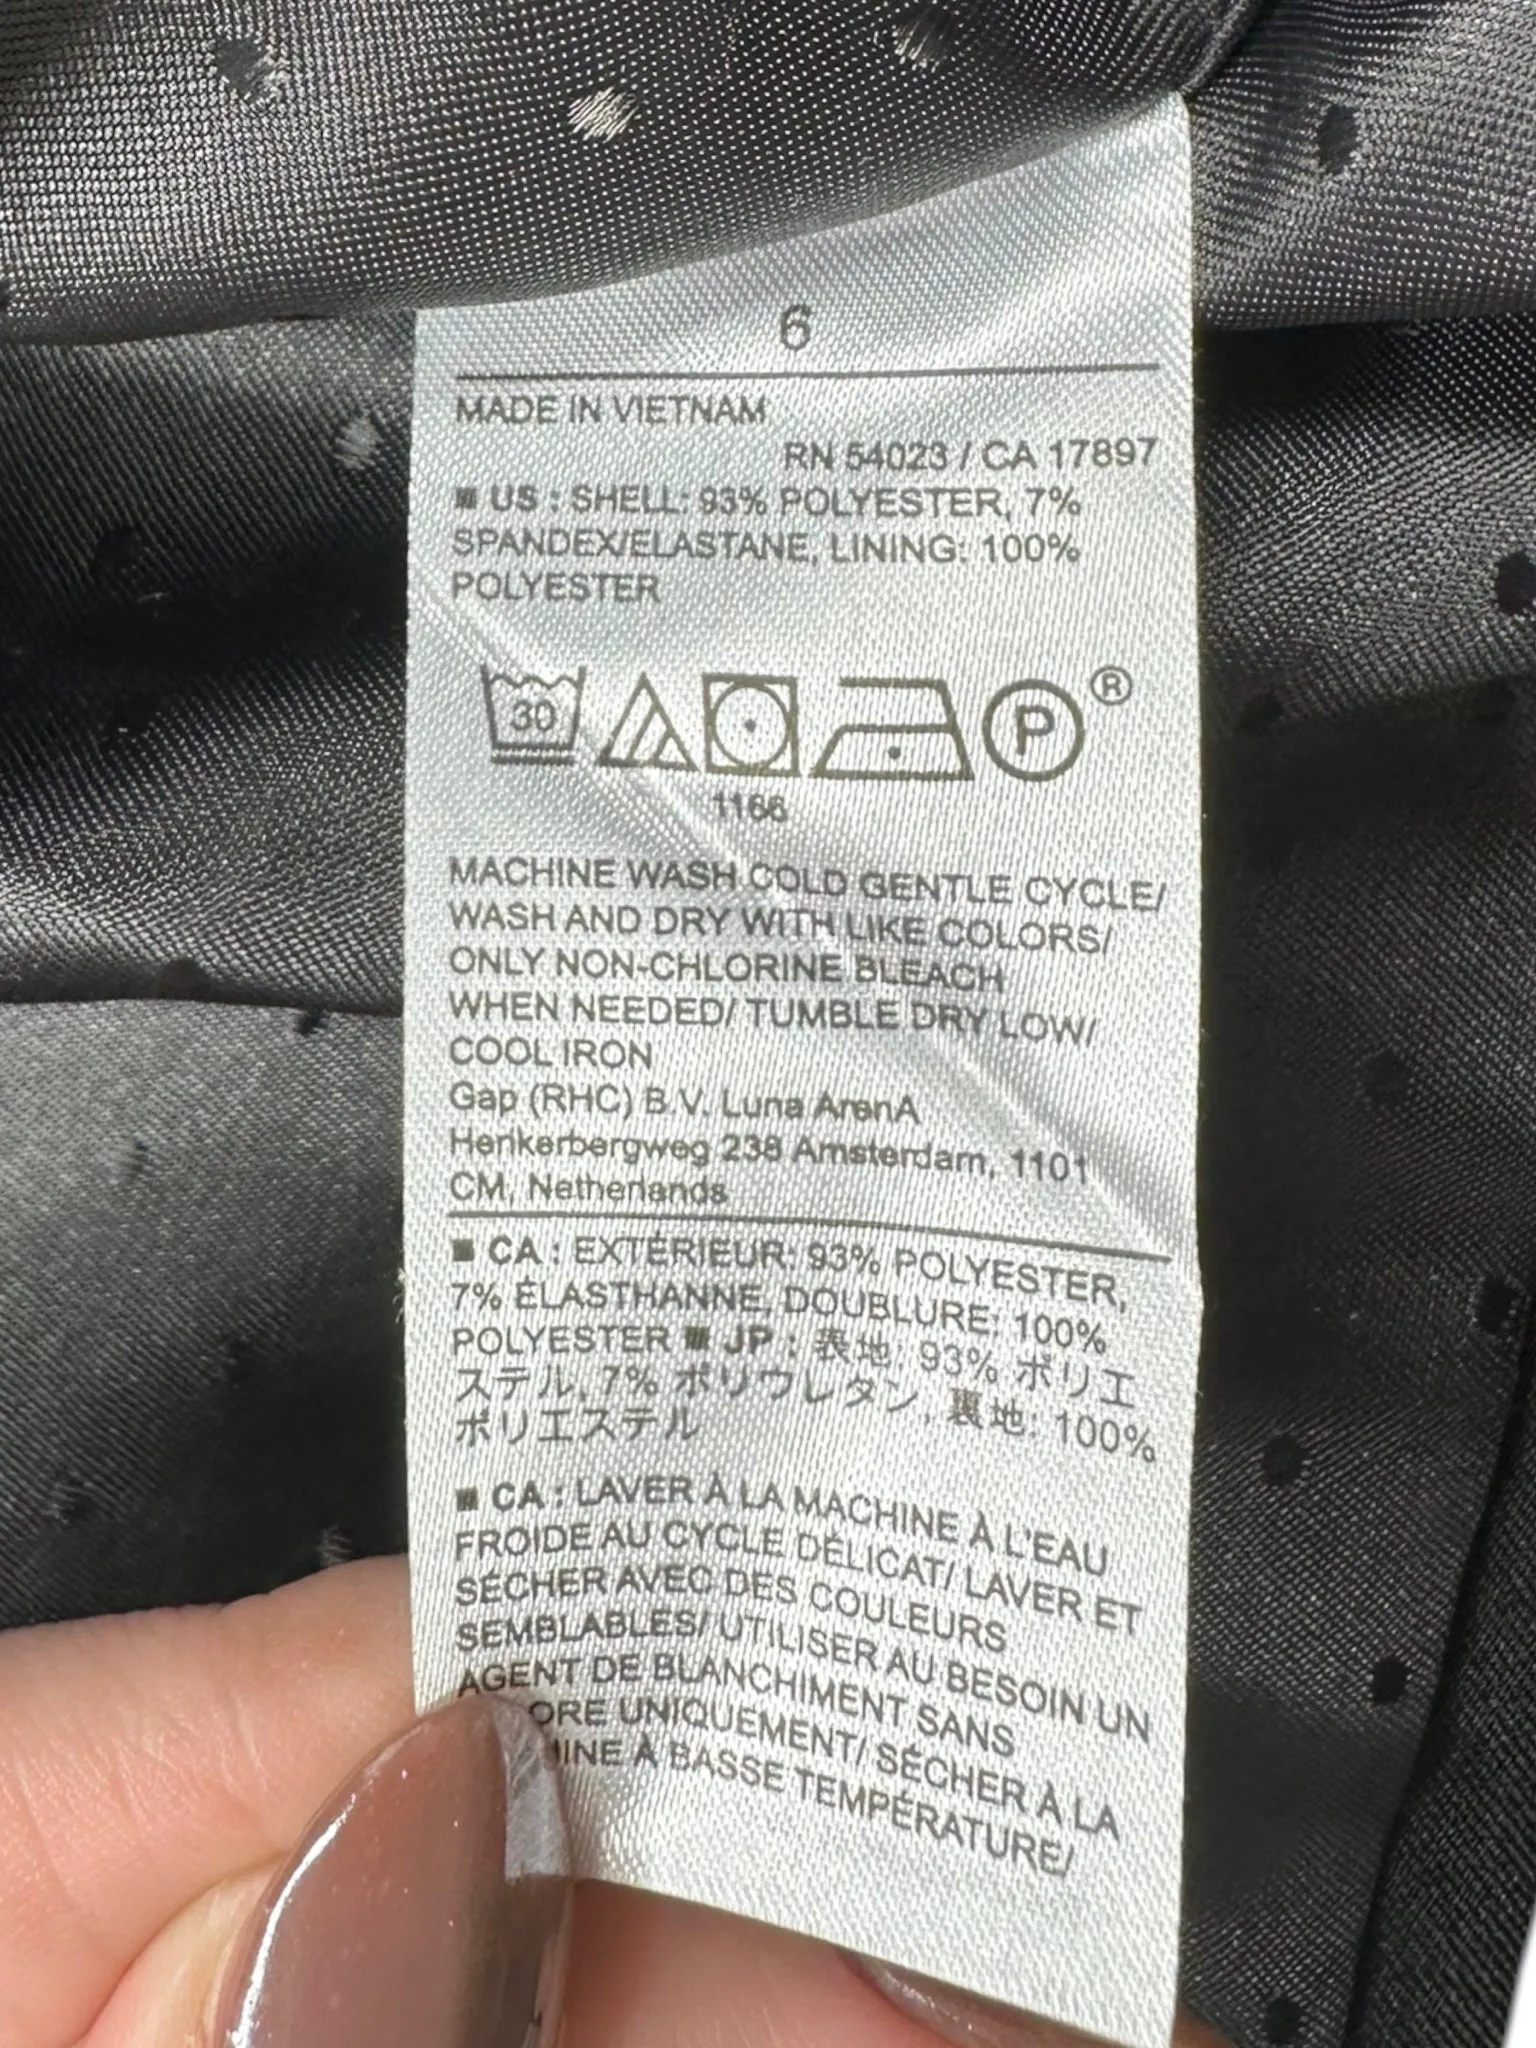 6
MADE IN VIETNAM
RN 54023 / CA 17897
■ US : SHELL: 93% POLYESTER, 7%
SPANDEX/ELASTANE, LINING: 100%
POLYESTER
30 P ®
1166
MACHINE WASH COLD GENTLE CYCLE/
WASH AND DRY WITH LIKE COLORS/
ONLY NON-CHLORINE BLEACH
WHEN NEEDED/ TUMBLE DRY LOW/
COOL IRON
Gap (RHC) B.V. Luna ArenA
Herikerbergweg 238 Amsterdam, 1101
CM, Netherlands
■ CA : EXTÉRIEUR: 93% POLYESTER,
7% ÉLASTHANNE, DOUBLURE: 100%
POLYESTER ■ JP : 表地: 93% ポリエ
ステル, 7% ポリウレタン, 裏地: 100%
ポリエステル
■ CA : LAVER À LA MACHINE À L'EAU
FROIDE AU CYCLE DÉLICAT/ LAVER ET
SÉCHER AVEC DES COULEURS
SEMBLABLES/ UTILISER AU BESOIN UN
AGENT DE BLANCHIMENT SANS
ORE UNIQUEMENT/ SÉCHER À LA
INE À BASSE TEMPÉRATURE/